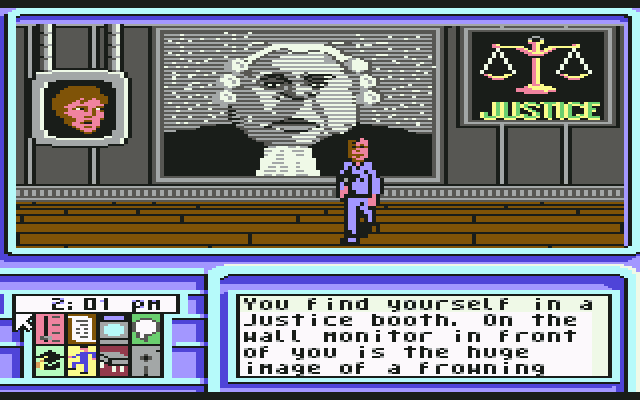 JUSTICE
2:01 pm
You find yourself in a
Justice booth. On the
wall monitor in front
of you is the huge
image of a frowning